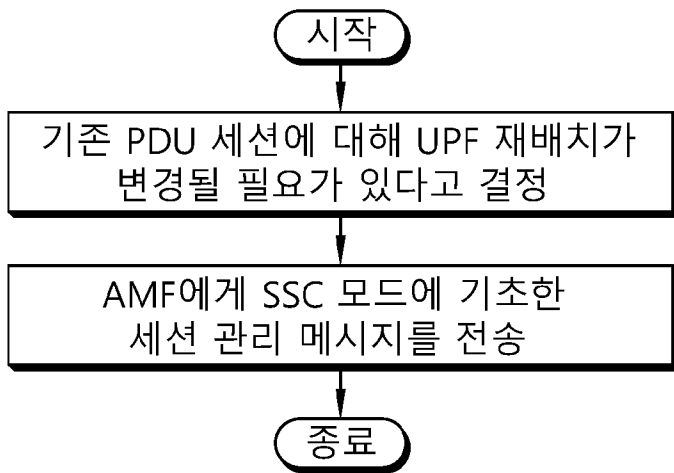 시작
기존 PDU 세션에 대해 UPF 재배치가
변경될 필요가 있다고 결정
AMF에게 SSC 모드에 기초한
세션 관리 메시지를 전송
종료